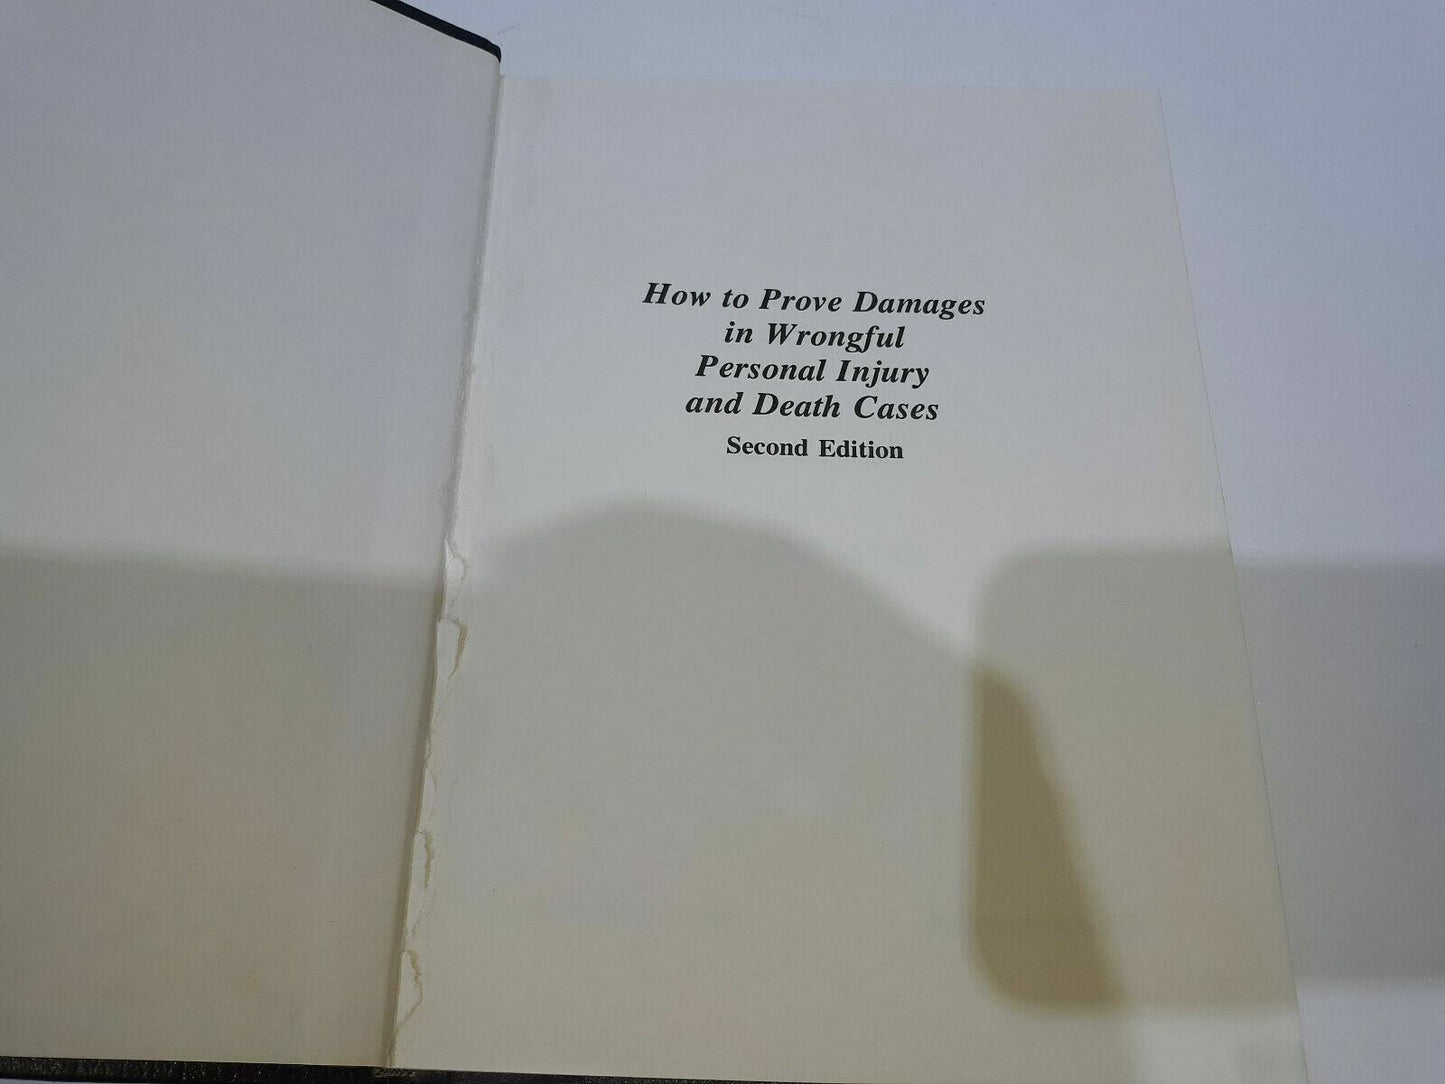 How to Prove Damages
in Wrongful
Personal Injury
and Death Cases
Second Edition